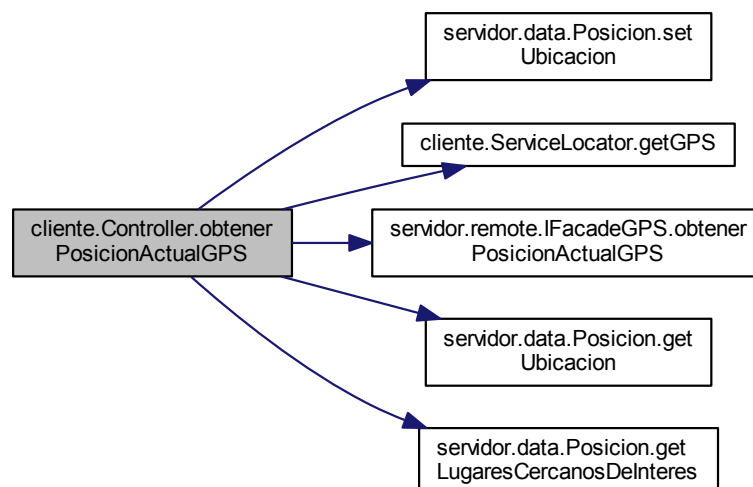 servidor.data.Posicion.set
Ubicacion
cliente.ServiceLocator.getGPS
cliente.Controller.obtener
PosicionActualGPS
servidor.remote.IFacadeGPS.obtener
PosicionActualGPS
servidor.data.Posicion.get
Ubicacion
servidor.data.Posicion.get
LugaresCercanosDeInteres